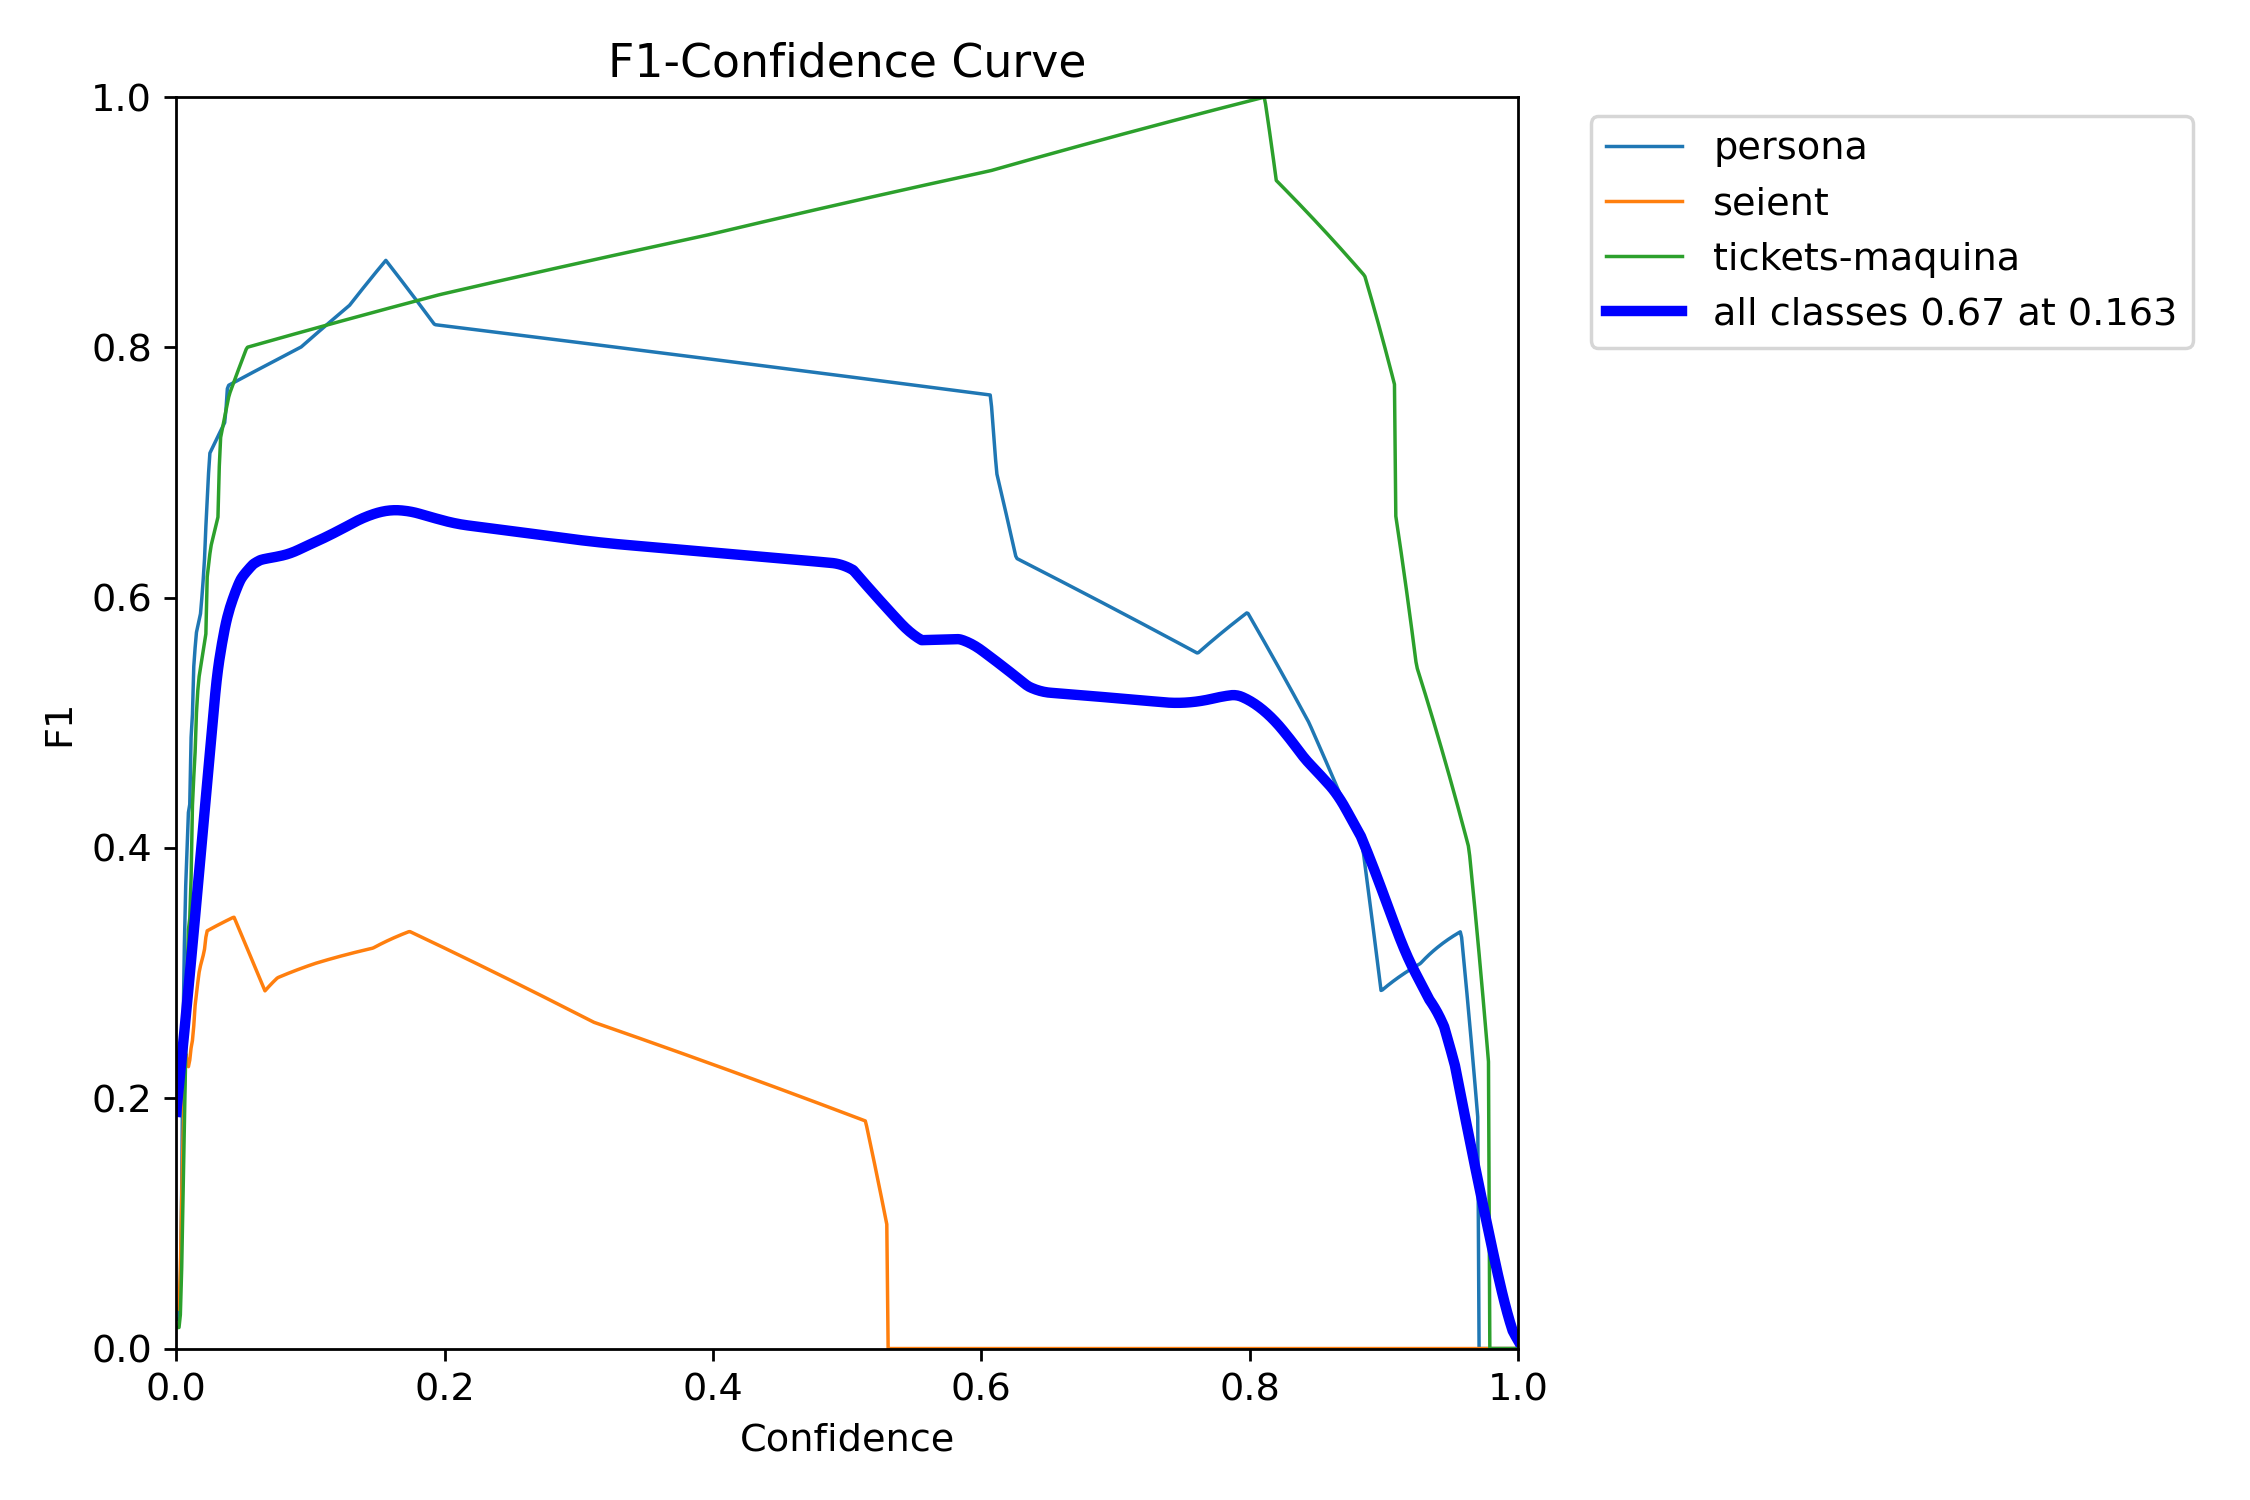 F1-Confidence Curve
1.0
0.8
0.6
0.4
0.2
0.0
F1
0.0 0.2 0.4 0.6 0.8 1.0
Confidence
persona
seient
tickets-maquina
all classes 0.67 at 0.163